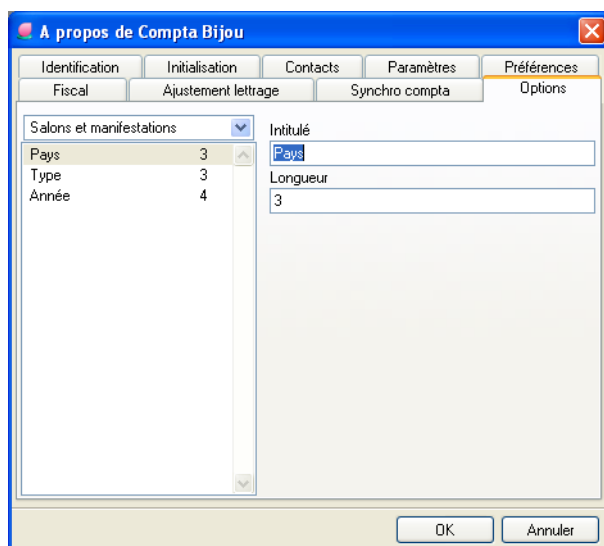 A propos de Compta Bijou
Identification Initialisation Contacts Paramètres Préférences
Fiscal Ajustement lettrage Synchro compta Options
Salons et manifestations
Intitulé
Pays 3
Pays
Longueur
Type 3
3
Année 4
OK Annuler